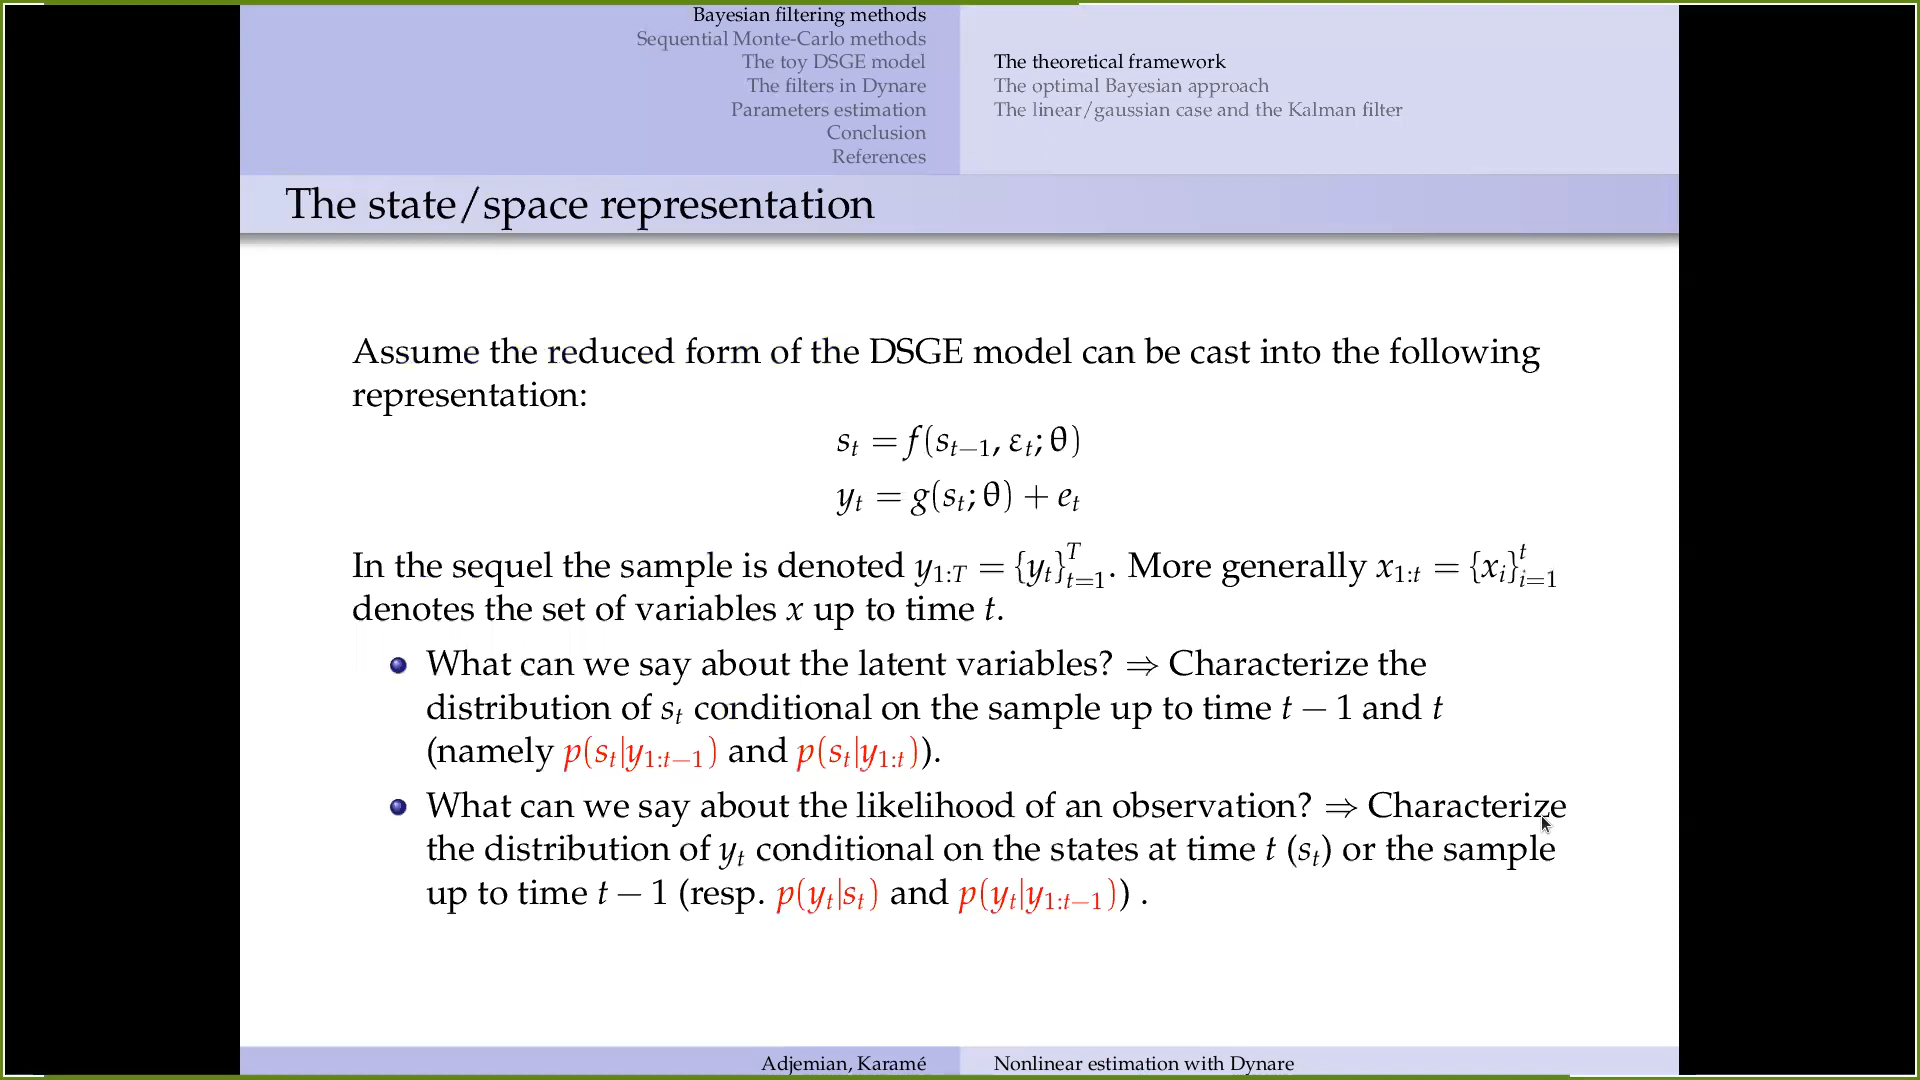 Bayesian filtering methods
Sequential Monte-Carlo methods
The toy DSGE model
The filters in Dynare
Parameters estimation
Conclusion
References
The theoretical framework
The optimal Bayesian approach
The linear/gaussian case and the Kalman filter
The state/space representation
Assume the reduced form of the DSGE model can be cast into the following
representation:
s_t = f(s_{t−1}, ε_t; θ)
y_t = g(s_t; θ) + e_t
In the sequel the sample is denoted y_{1:T} = {y_t}_{t=1}^T. More generally x_{1:t} = {x_i}_{i=1}^t
denotes the set of variables x up to time t.
What can we say about the latent variables? ⇒ Characterize the
distribution of s_t conditional on the sample up to time t − 1 and t
(namely p(s_t|y_{1:t−1}) and p(s_t|y_{1:t})).
What can we say about the likelihood of an observation? ⇒ Characterize
the distribution of y_t conditional on the states at time t (s_t) or the sample
up to time t − 1 (resp. p(y_t|s_t) and p(y_t|y_{1:t−1})) .
Adjemian, Karamé
Nonlinear estimation with Dynare